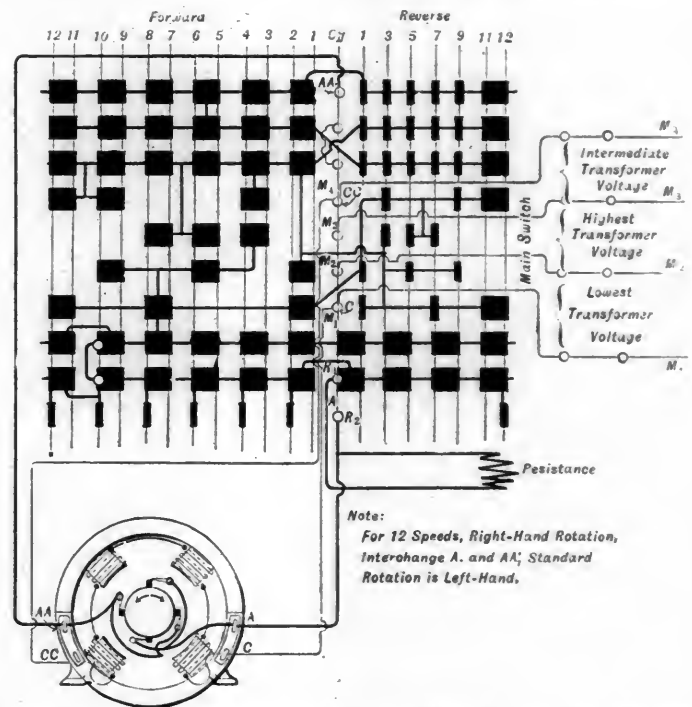 Forward Reverse
12 11 10 9 8 7 6 5 4 3 2 1 1 3 5 7 9 11 12
AA
M4
CC
M3
M2
M1 C
R
A
R2
Main Switch
M4
Intermediate
Transformer
Voltage
M3
Highest
Transformer
Voltage
Lowest
Transformer
Voltage
Resistance
Note:
For 12 Speeds, Right-Hand Rotation,
Interchange A. and AA; Standard
Rotation is Left-Hand.
AA A
CC C